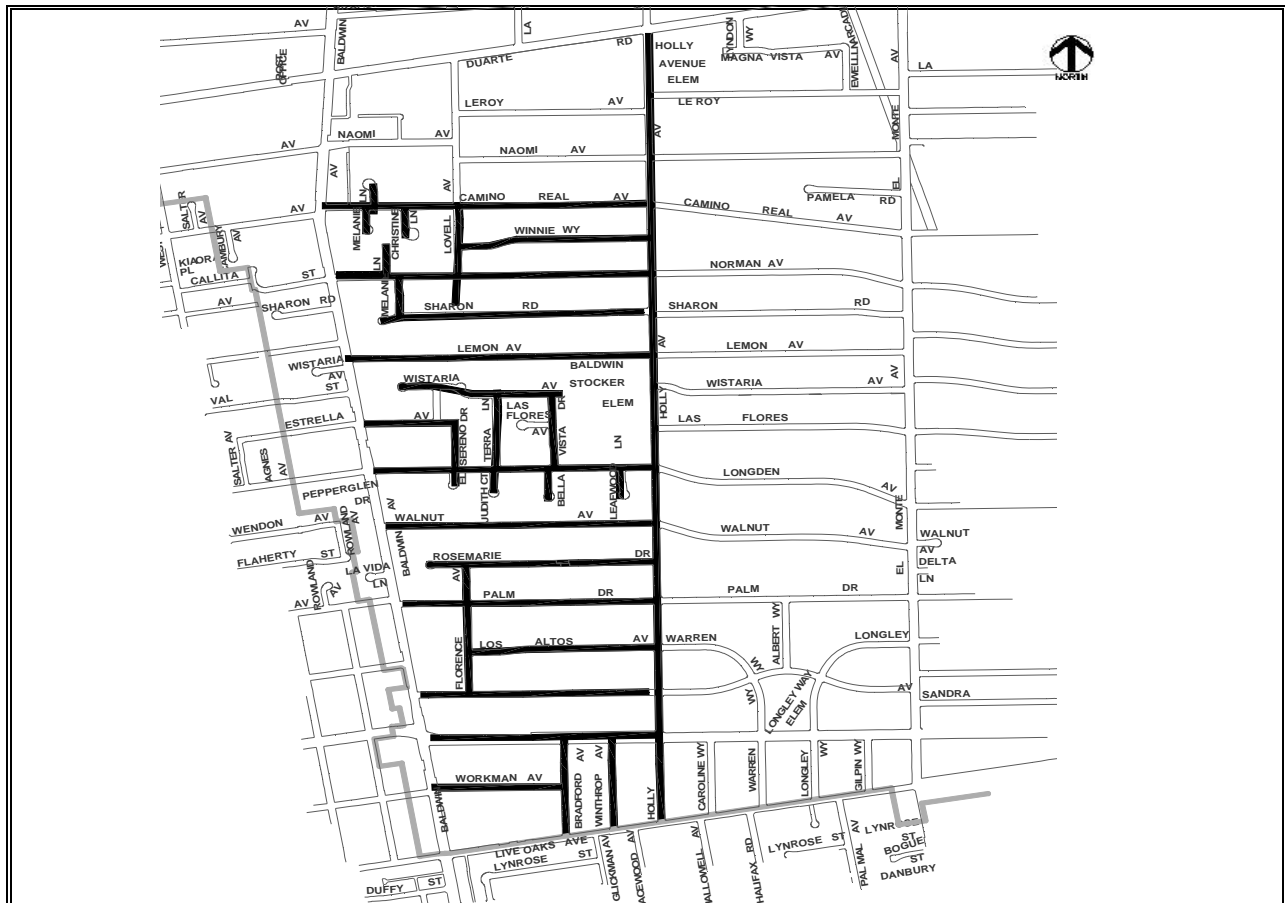 AV
BALDWIN
LA
POST
OFFICE
DUARTE
RD
HOLLY
AVENUE
ELEM
LYNDON
WY
MAGNA VISTA AV
EWELLN
ARCAD
AV
LA
NORTH
LEROY AV
LE ROY
NAOMI AV
AV
NAOMI AV
AV
MONTE
AV
AV
AV
EL
PAMELA
RD
SALTER
AV
AV
MELANIE
LN
CHRISTINE
LN
LOVELL
CAMINO REAL AV
CAMINO REAL AV
WINNIE WY
AMBURY
AV
KIAORA
PL
CALLITA ST
LN
NORMAN AV
AV
SHARON RD
MELANI
SHARON RD
SHARON RD
LEMON AV
AV
LEMON AV
WISTARIA
AV
ST
BALDWIN
STOCKER
ELEM
WISTARIA AV
WISTARIA AV
AV
VAL
LN
LAS
FLORES
AV
DR
VISTA
HOLLY
LAS FLORES
ESTRELLA
AV
EL SERENO DR
TERRA
LN
SALTER AV
AGNES
AV
LONGDEN
AV
PEPPERGLEN
DR
AV
JUDITH CT
BELLA
LEAFWOOD
MONTE
WALNUT AV
WALNUT AV
WALNUT
AV
WENDON AV
ROWLAND
AV
BALDWIN
FLAHERTY ST
ROSEMARIE DR
DELTA
LN
LA VIDA
LN
EL
ROWLAND
AV
AV
AV
PALM DR
PALM DR
ALBERT WY
LOS ALTOS AV
WARREN
WY
LONGLEY
FLORENCE
WY
LONGLEY WAY
ELEM
AV
SANDRA
WORKMAN AV
BRADFORD
AV
WINTHROP
AV
HOLLY
CAROLINE WY
WARREN
LONGLEY
WY
GILPIN WY
BALDWIN
LIVE OAKS AVE
LYNROSE ST
LYNROSE ST
PAL MAL AV
LYNROSE
ST
BOGUE
ST
DANBURY
DUFFY ST
GLICKMAN AV
ACEWOOD AV
ALLOWELL AV
HALIFAX RD